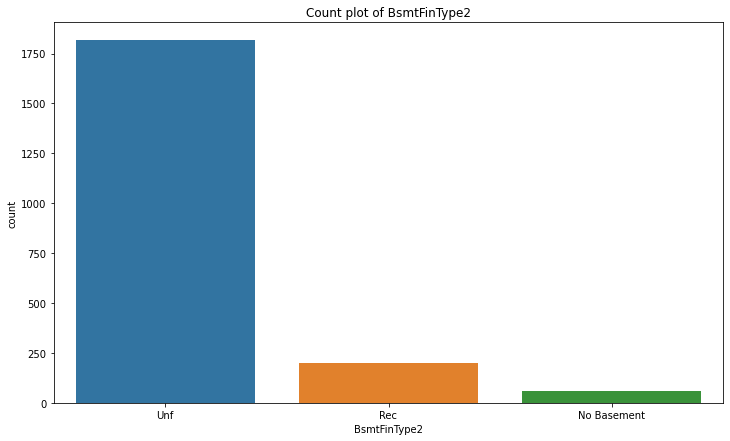 Count plot of BsmtFinType2
1750
1500
1250
1000
750
500
250
0
count
Unf Rec No Basement
BsmtFinType2